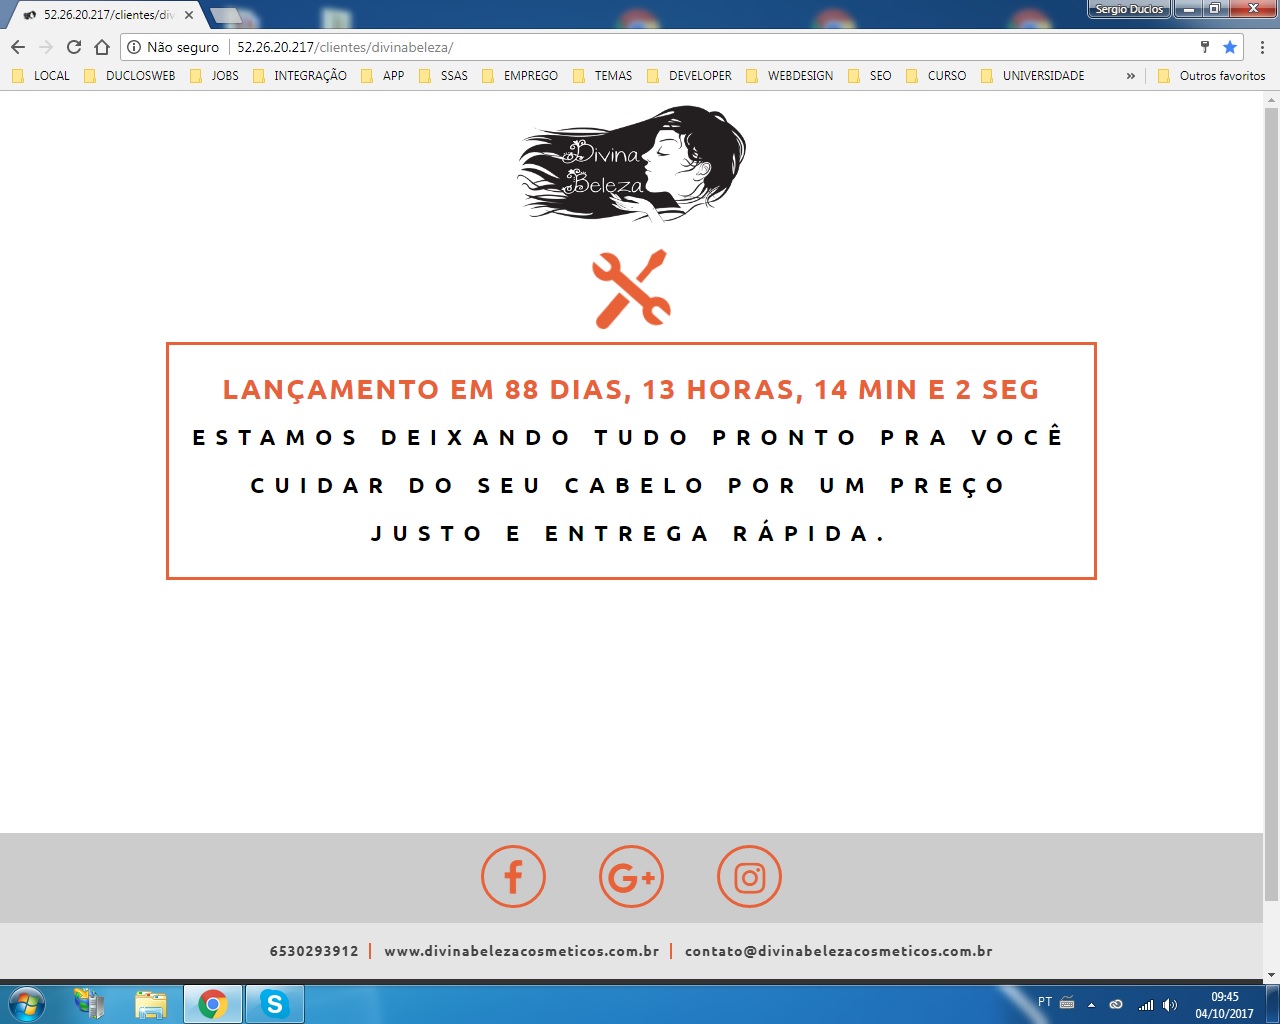 52.26.20.217/clientes/div
Sergio Duclos
Não seguro
52.26.20.217/clientes/divinabeleza/
LOCAL
DUCLOSWEB
JOBS
INTEGRAÇÃO
APP
SSAS
EMPREGO
TEMAS
DEVELOPER
WEBDESIGN
SEO
CURSO
UNIVERSIDADE
»
Outros favoritos
Divina
Beleza
LANÇAMENTO EM 88 DIAS, 13 HORAS, 14 MIN E 2 SEG
ESTAMOS DEIXANDO TUDO PRONTO PRA VOCÊ
CUIDAR DO SEU CABELO POR UM PREÇO
JUSTO E ENTREGA RÁPIDA.
6530293912 | www.divinabelezacosmeticos.com.br | contato@divinabelezacosmeticos.com.br
PT
09:45
04/10/2017